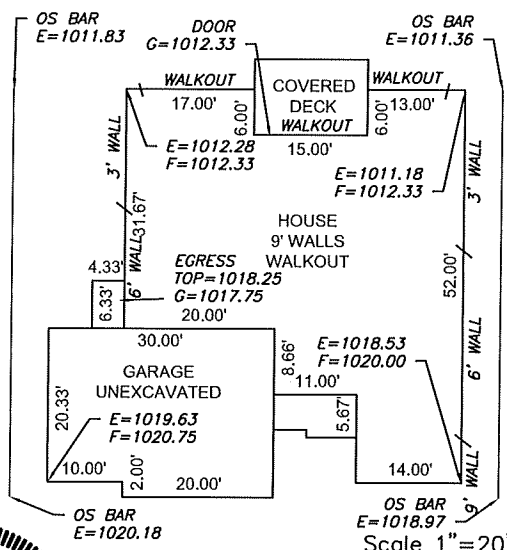 OS BAR
E=1011.83
DOOR
G=1012.33
OS BAR
E=1011.36
WALKOUT
17.00'
6.00'
COVERED
DECK
WALKOUT
15.00'
6.00'
WALKOUT
13.00'
E=1012.28
F=1012.33
E=1011.18
F=1012.33
3' WALL
31.67'
6' WALL
3' WALL
52.00'
6' WALL
9' WALL
HOUSE
9' WALLS
WALKOUT
4.33'
6.33'
EGRESS
TOP=1018.25
G=1017.75
20.00'
30.00'
GARAGE
UNEXCAVATED
20.33'
E=1019.63
F=1020.75
10.00'
2.00'
20.00'
8.66'
11.00'
5.67'
E=1018.53
F=1020.00
14.00'
OS BAR
E=1020.18
OS BAR
E=1018.97
Scale 1"=20'